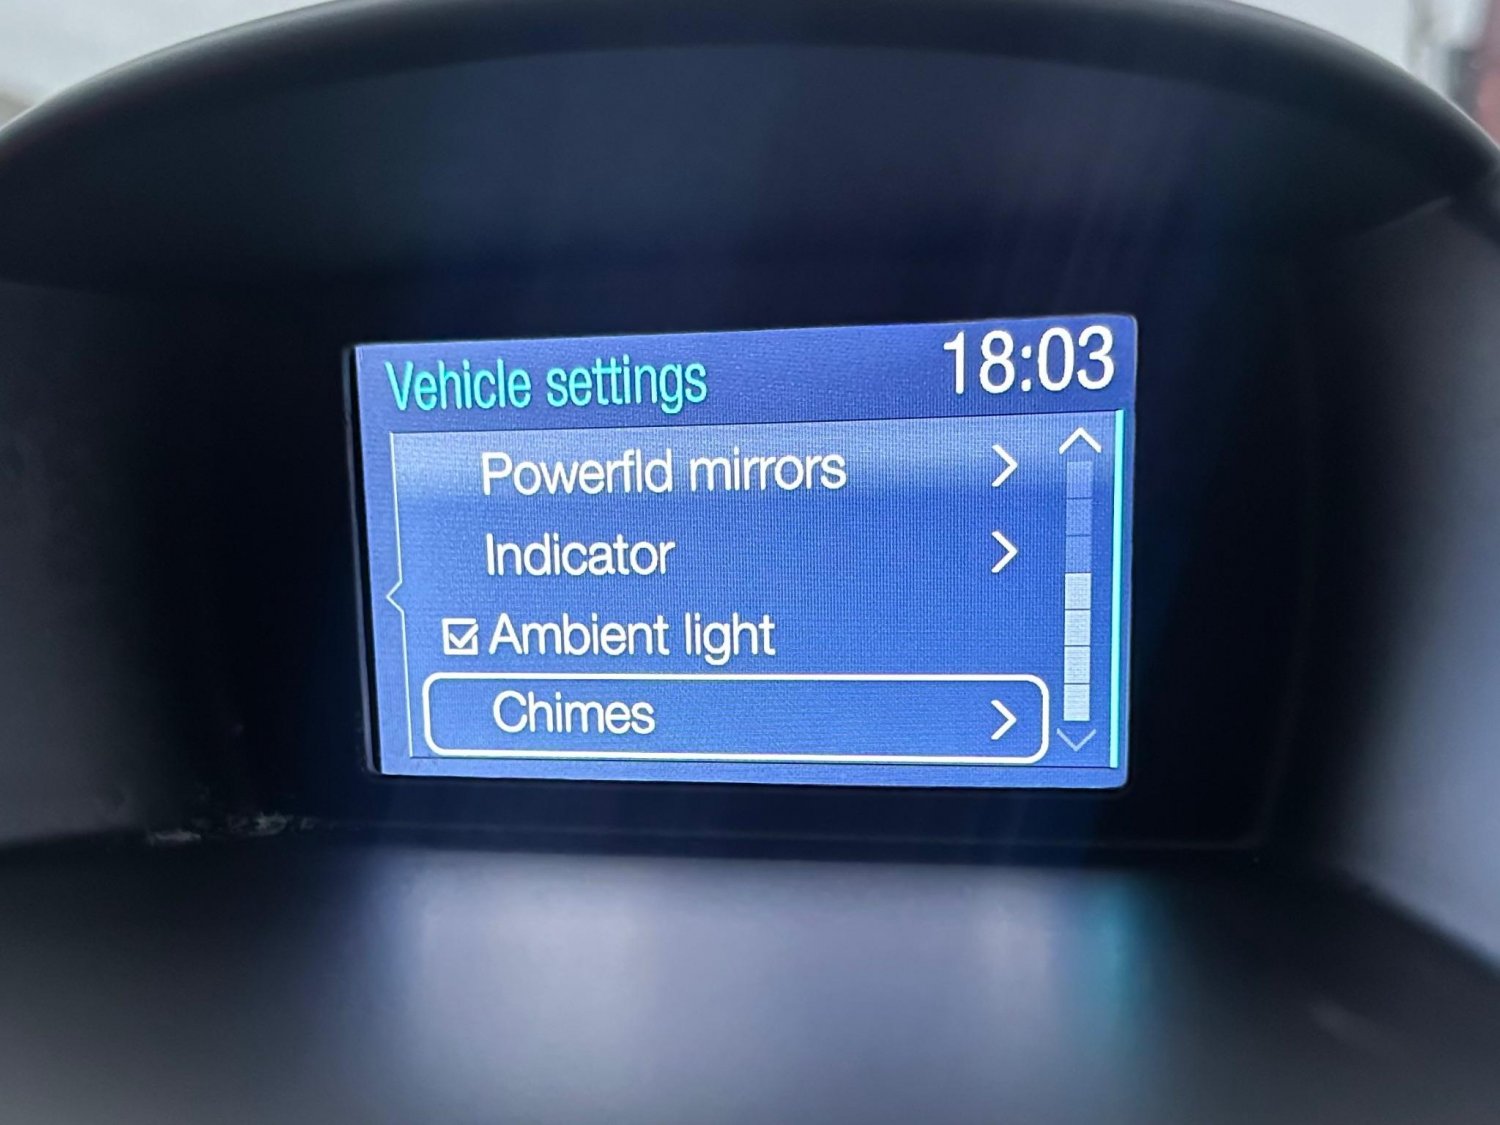 Vehicle settings
18:03
Powerfld mirrors
Indicator
Ambient light
Chimes